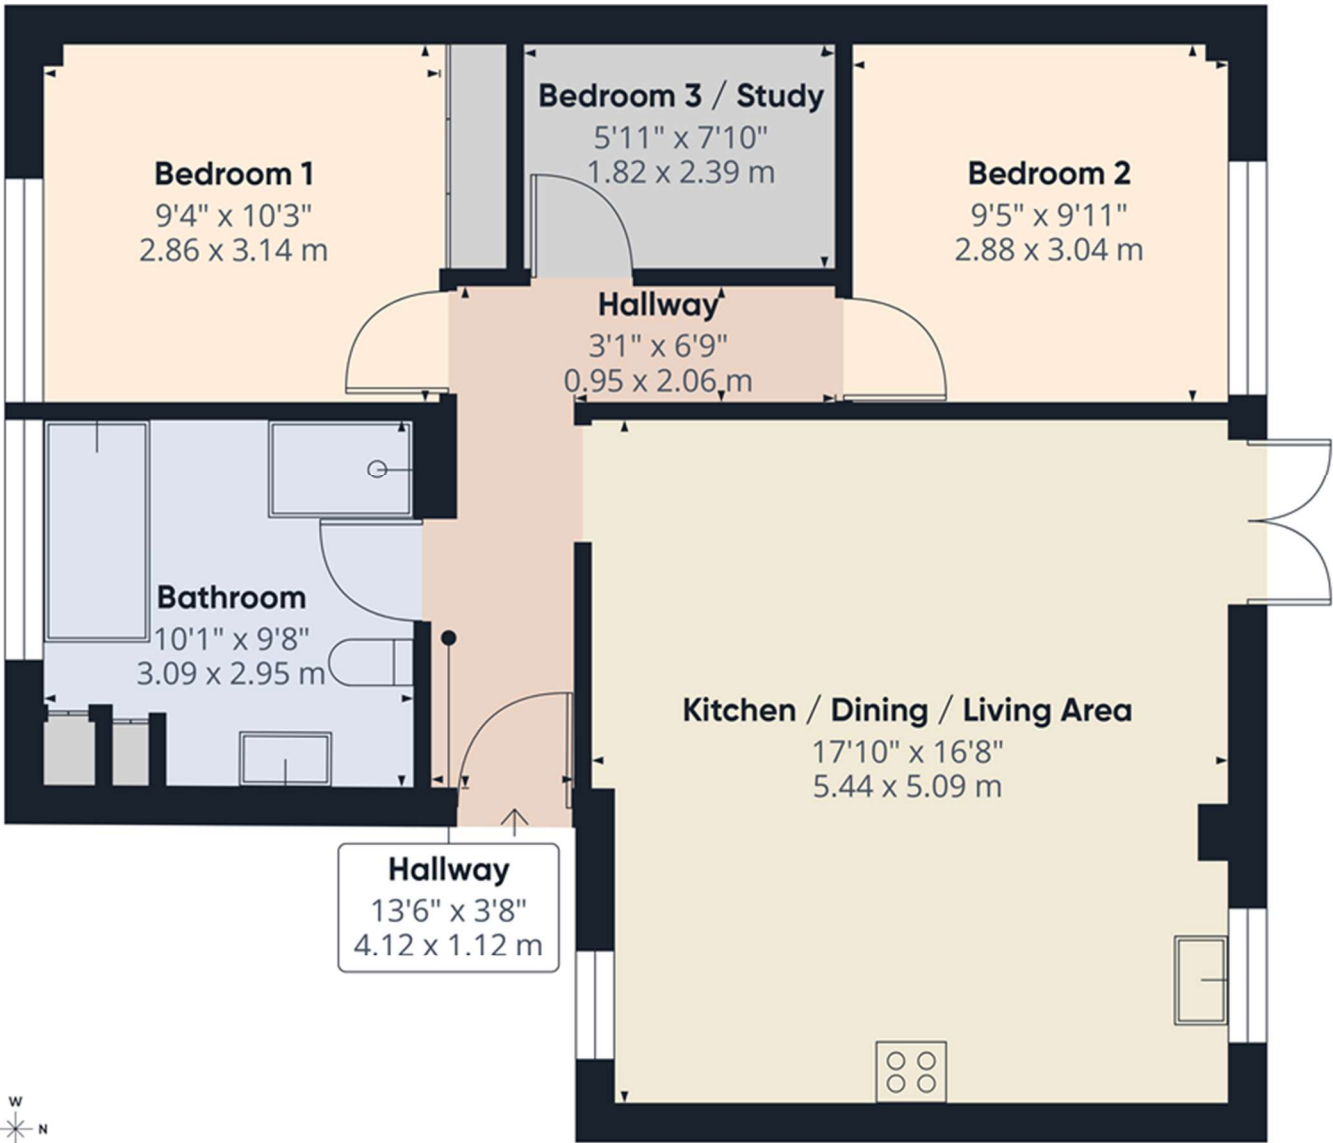 Bedroom 1
9'4" x 10'3"
2.86 x 3.14 m
Bedroom 3 / Study
5'11" x 7'10"
1.82 x 2.39 m
Bedroom 2
9'5" x 9'11"
2.88 x 3.04 m
Hallway
3'1" x 6'9"
0.95 x 2.06 m
Bathroom
10'1" x 9'8"
3.09 x 2.95 m
Kitchen / Dining / Living Area
17'10" x 16'8"
5.44 x 5.09 m
Hallway
13'6" x 3'8"
4.12 x 1.12 m
W
N